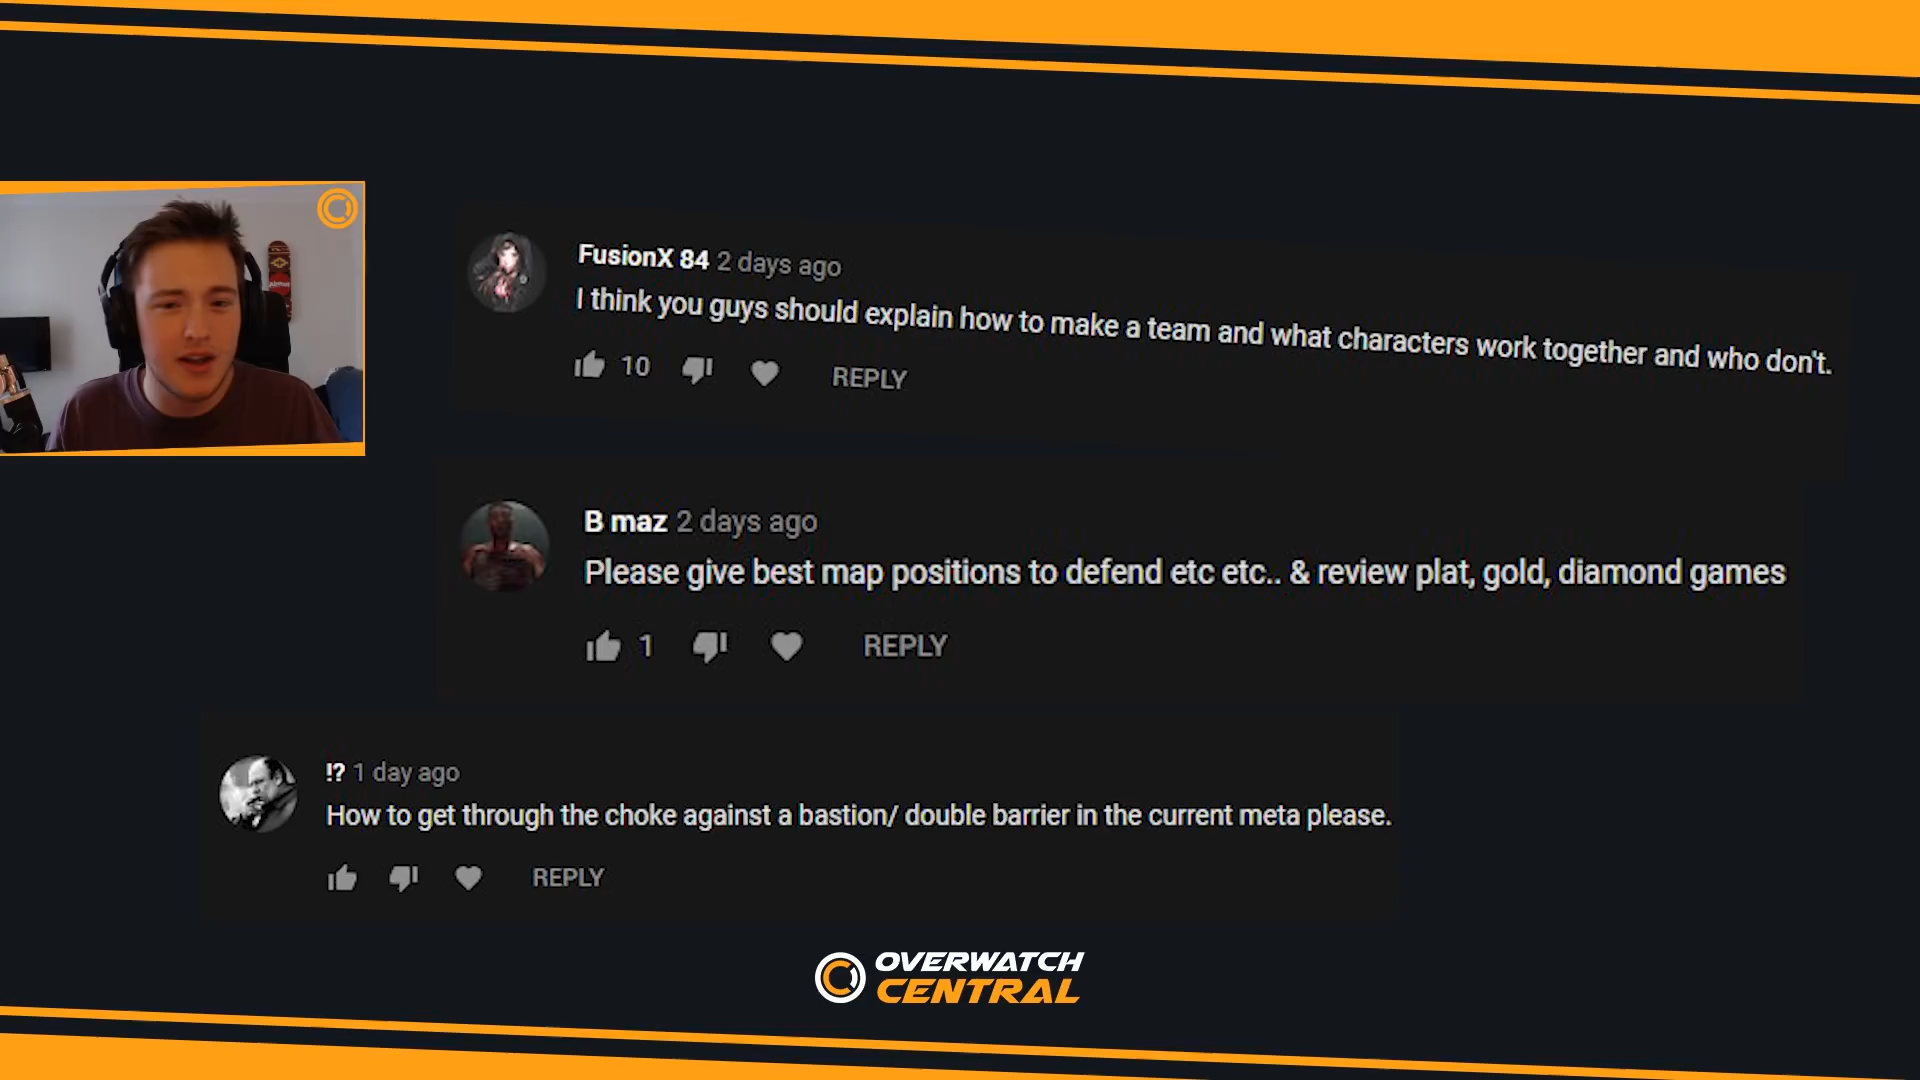 FusionX 84 2 days ago
I think you guys should explain how to make a team and what characters work together and who don't.
10 REPLY
B maz 2 days ago
Please give best map positions to defend etc etc.. & review plat, gold, diamond games
1 REPLY
!? 1 day ago
How to get through the choke against a bastion/ double barrier in the current meta please.
REPLY
OVERWATCH
CENTRAL